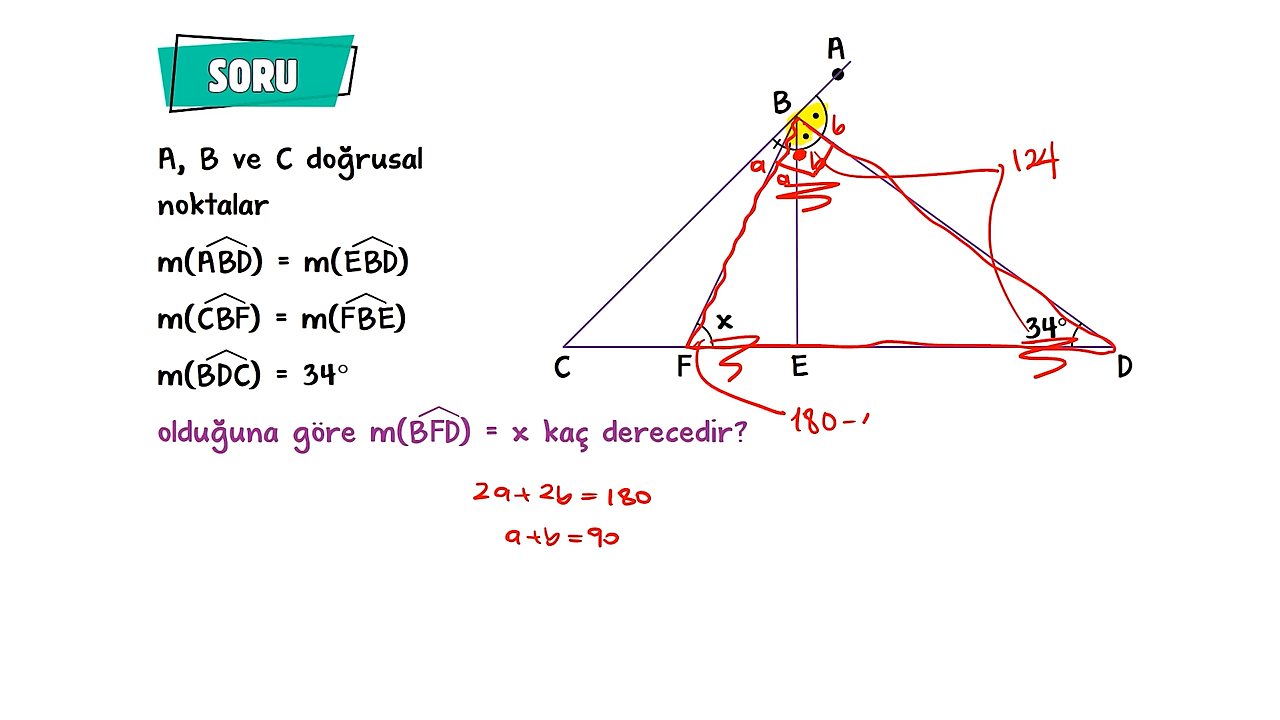 SORU
A, B ve C doğrusal
noktalar
m(ABD) = m(EBD)
m(CBF) = m(FBE)
m(BDC) = 34°
olduğuna göre m(BFD) = x kaç derecedir?
2a + 2b = 180
a + b = 90
A
B
b
a
b
a
124
x
34°
C
F
E
D
180 -